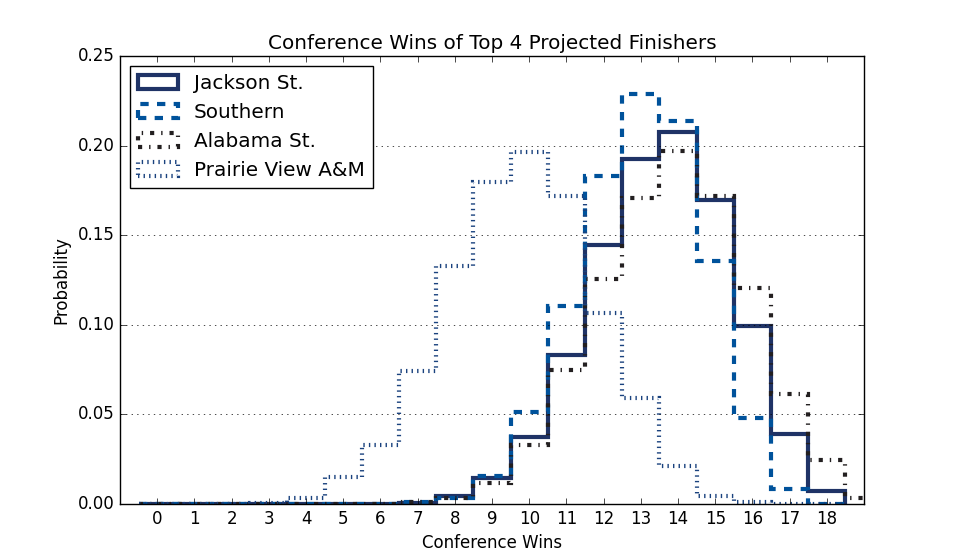 Conference Wins of Top 4 Projected Finishers
0.25
0.20
0.15
0.10
0.05
0.00
Probability
Jackson St.
Southern
Alabama St.
Prairie View A&M
0 1 2 3 4 5 6 7 8 9 10 11 12 13 14 15 16 17 18
Conference Wins